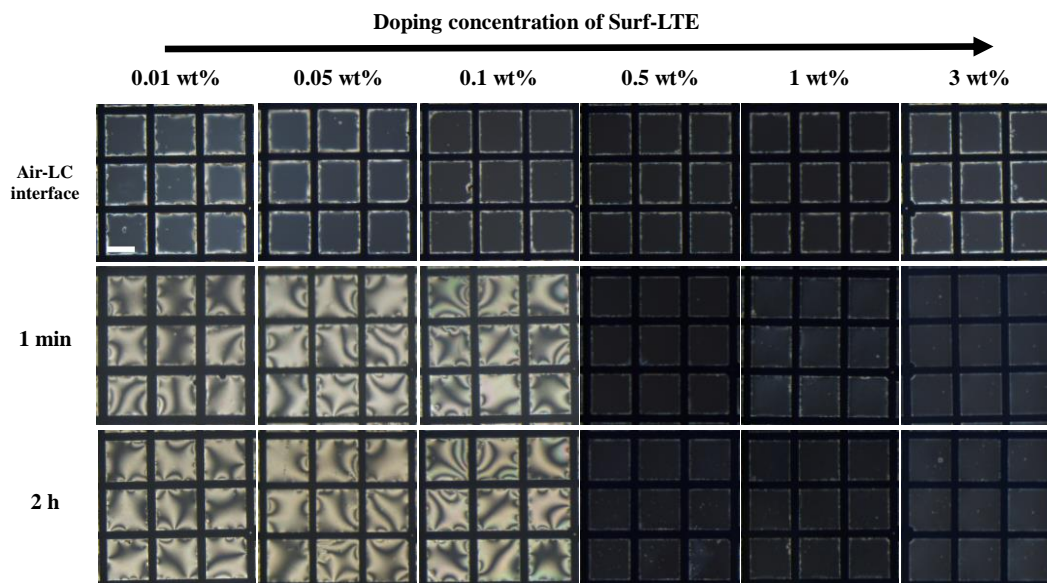 Doping concentration of Surf-LTE
0.01 wt% 0.05 wt% 0.1 wt% 0.5 wt% 1 wt% 3 wt%
Air-LC
interface
1 min
2 h